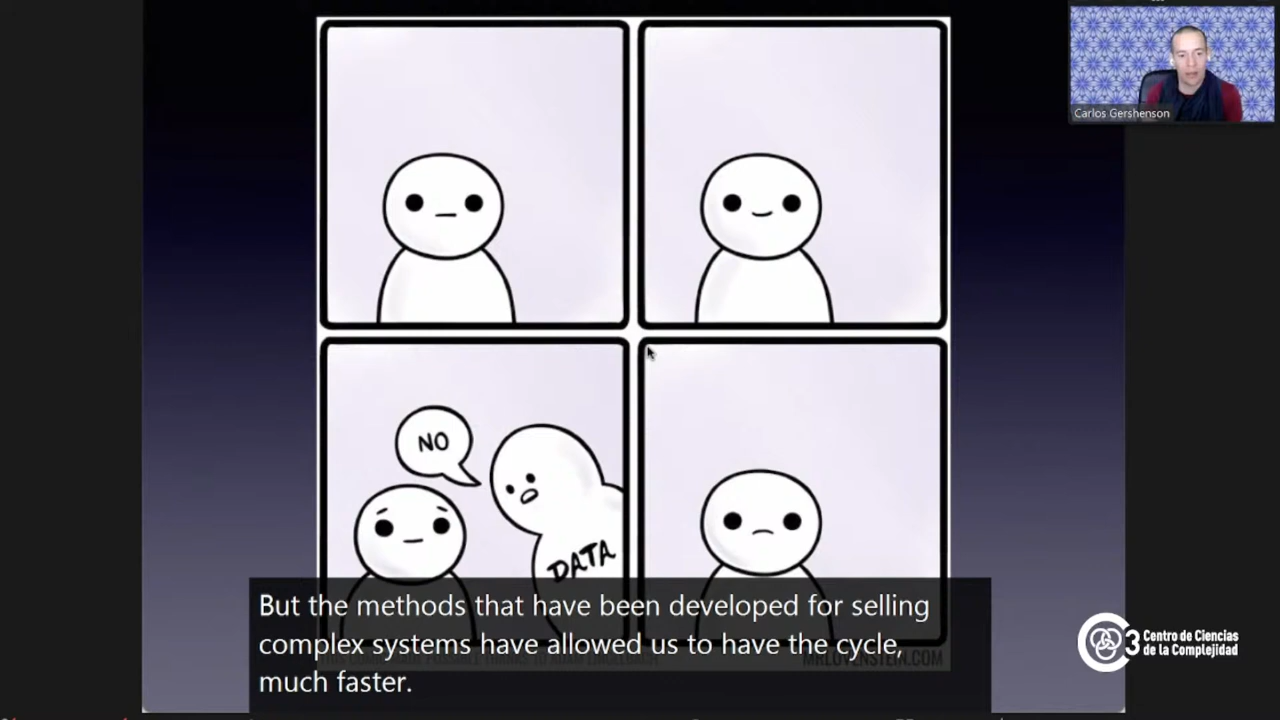 Carlos Gershenson
NO
DATA
But the methods that have been developed for selling
complex systems have allowed us to have the cycle,
much faster.
MRLOVENSTEIN.COM
3 Centro de Ciencias
de la Complejidad